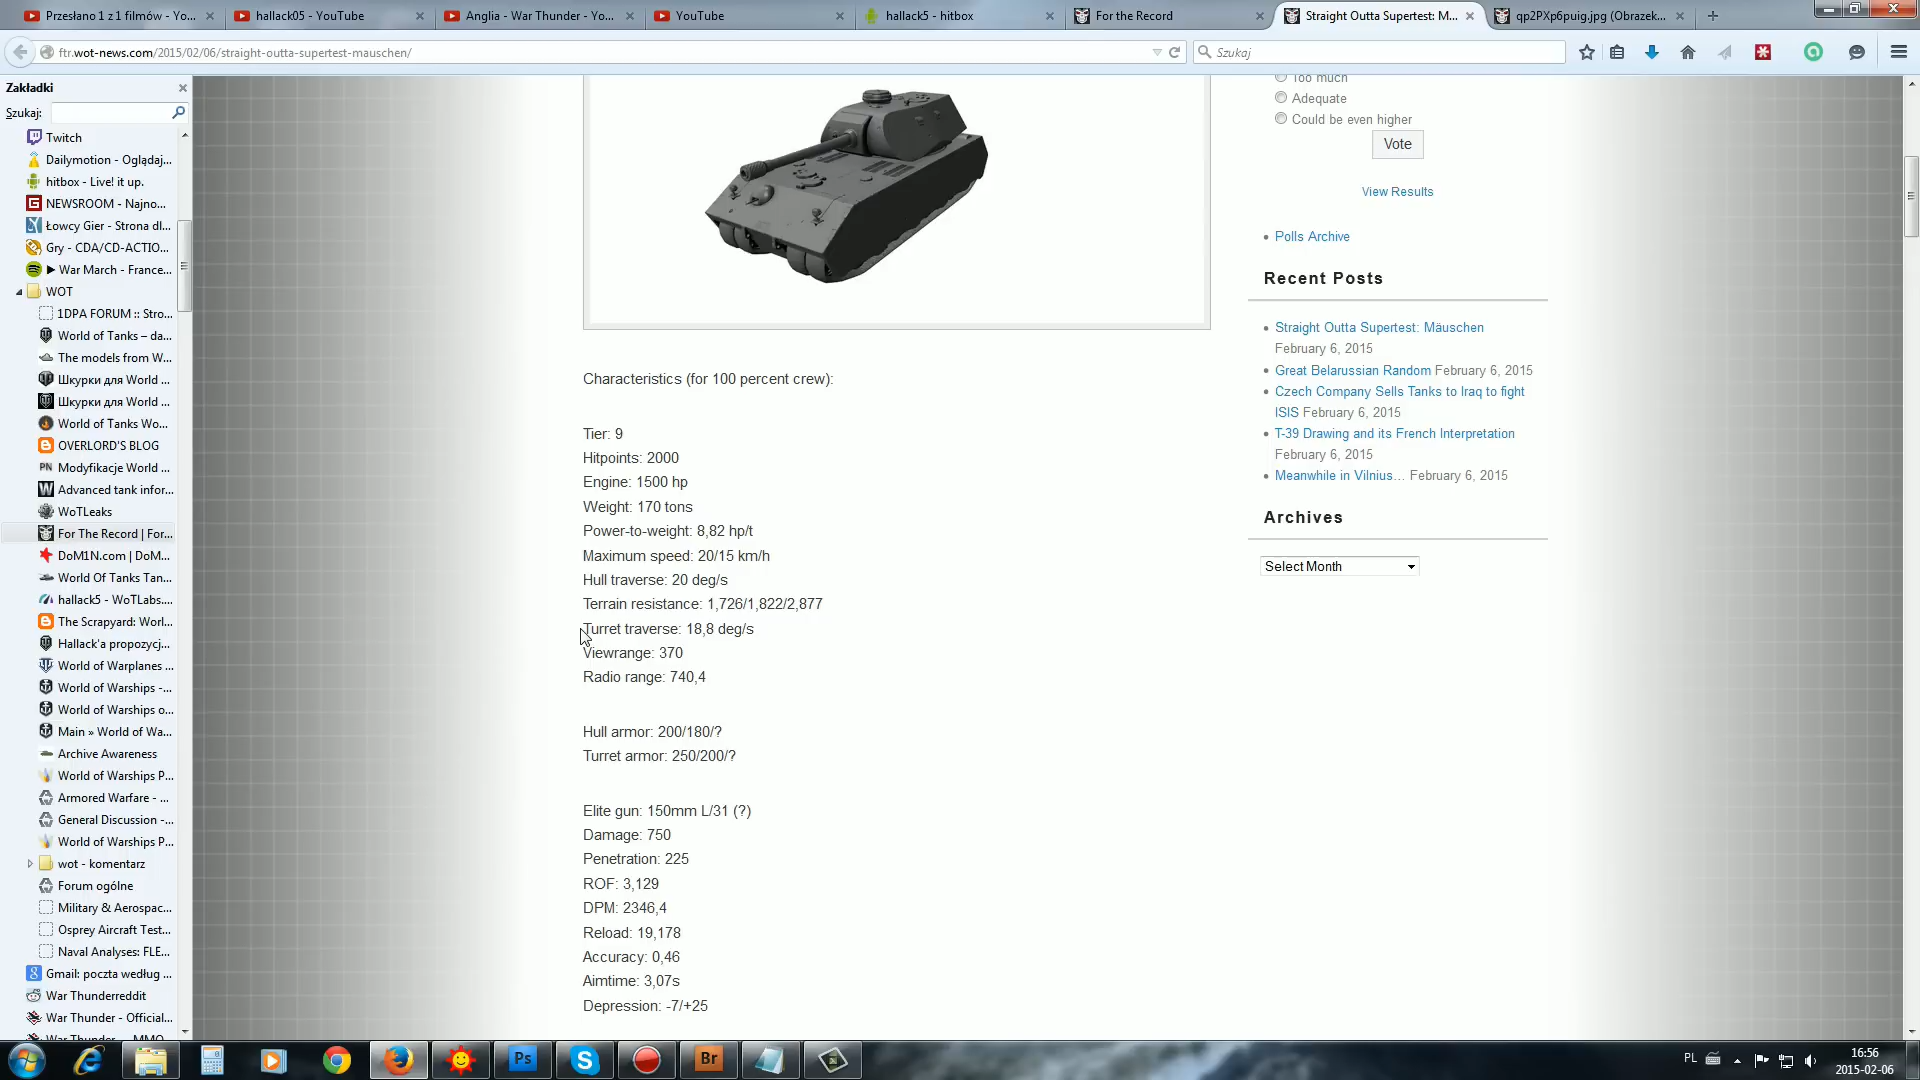 Przesłano 1 z 1 filmów - Yo...
hallack05 - YouTube
Anglia - War Thunder - Yo...
YouTube
hallack5 - hitbox
For the Record
Straight Outta Supertest: M...
qp2PXp6puig.jpg (Obrazek...
ftr.wot-news.com/2015/02/06/straight-outta-supertest-mauschen/
Szukaj
Zakładki
Szukaj:
Twitch
Dailymotion - Oglądaj...
hitbox - Live! it up.
NEWSROOM - Najno...
Łowcy Gier - Strona dl...
Gry - CDA/CD-ACTIO...
▶ War March - France...
WOT
1DPA FORUM :: Stro...
World of Tanks – da...
The models from W...
Шкурки для World ...
Шкурки для World ...
World of Tanks Wo...
OVERLORD'S BLOG
PN Modyfikacje World ...
Advanced tank infor...
WoTLeaks
For The Record | For...
DoM1N.com | DoM...
World Of Tanks Tan...
hallack5 - WoTLabs....
The Scrapyard: Worl...
Hallack'a propozycj...
World of Warplanes ...
World of Warships -...
World of Warships o...
Main » World of Wa...
Archive Awareness
World of Warships P...
Armored Warfare - ...
General Discussion -...
World of Warships P...
wot - komentarz
Forum ogólne
Military & Aerospac...
Osprey Aircraft Test...
Naval Analyses: FLE...
Gmail: poczta według ...
War Thunderreddit
War Thunder - Official...
Characteristics (for 100 percent crew):
Tier: 9
Hitpoints: 2000
Engine: 1500 hp
Weight: 170 tons
Power-to-weight: 8,82 hp/t
Maximum speed: 20/15 km/h
Hull traverse: 20 deg/s
Terrain resistance: 1,726/1,822/2,877
Turret traverse: 18,8 deg/s
Viewrange: 370
Radio range: 740,4
Hull armor: 200/180/?
Turret armor: 250/200/?
Elite gun: 150mm L/31 (?)
Damage: 750
Penetration: 225
ROF: 3,129
DPM: 2346,4
Reload: 19,178
Accuracy: 0,46
Aimtime: 3,07s
Depression: -7/+25
Too much
Adequate
Could be even higher
Vote
View Results
Polls Archive
Recent Posts
Straight Outta Supertest: Mäuschen
February 6, 2015
Great Belarussian Random February 6, 2015
Czech Company Sells Tanks to Iraq to fight
ISIS February 6, 2015
T-39 Drawing and its French Interpretation
February 6, 2015
Meanwhile in Vilnius… February 6, 2015
Archives
Select Month
Ps
Br
PL
16:56
2015-02-06